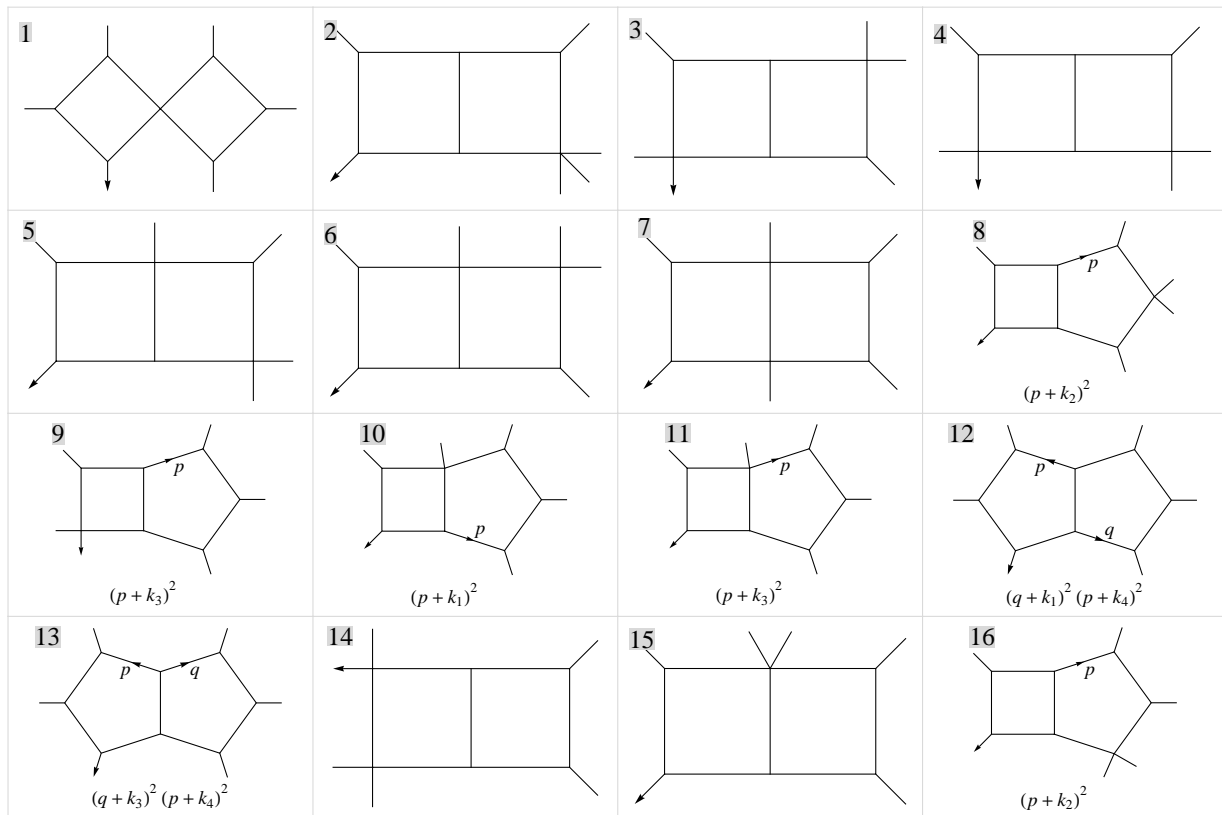 1
2
3
4
5
6
7
8
p
(p + k₂)²
9
p
(p + k₃)²
10
p
(p + k₁)²
11
p
(p + k₃)²
12
p
q
(q + k₁)² (p + k₄)²
13
p q
(q + k₃)² (p + k₄)²
14
15
16
p
(p + k₂)²